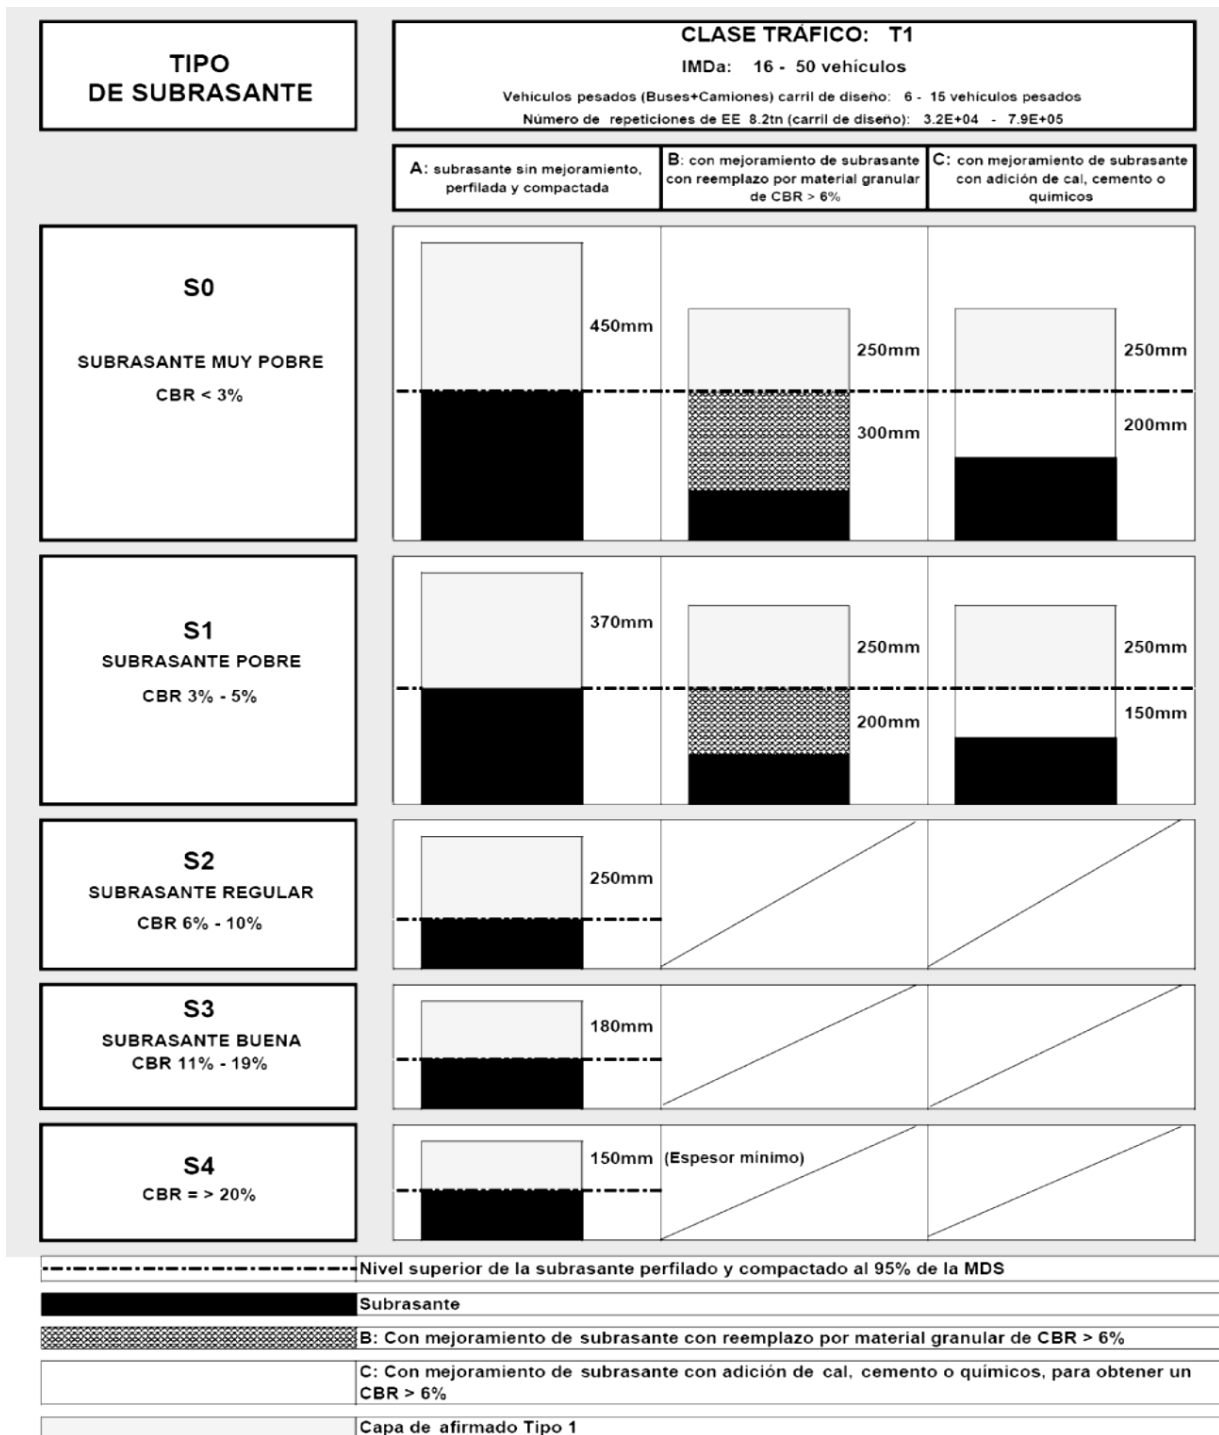 TIPO
DE SUBRASANTE
CLASE TRÁFICO: T1
IMDa: 16 - 50 vehículos
Vehículos pesados (Buses+Camiones) carril de diseño: 6 - 15 vehículos pesados
Número de repeticiones de EE 8.2tn (carril de diseño): 3.2E+04 - 7.9E+05
A: subrasante sin mejoramiento,
perfilada y compactada
B: con mejoramiento de subrasante
con reemplazo por material granular
de CBR > 6%
C: con mejoramiento de subrasante
con adición de cal, cemento o
quimicos
S0
SUBRASANTE MUY POBRE
CBR < 3%
450mm
250mm
300mm
250mm
200mm
S1
SUBRASANTE POBRE
CBR 3% - 5%
370mm
250mm
200mm
250mm
150mm
S2
SUBRASANTE REGULAR
CBR 6% - 10%
250mm
S3
SUBRASANTE BUENA
CBR 11% - 19%
180mm
S4
CBR = > 20%
150mm (Espesor mínimo)
Nivel superior de la subrasante perfilado y compactado al 95% de la MDS
Subrasante
B: Con mejoramiento de subrasante con reemplazo por material granular de CBR > 6%
C: Con mejoramiento de subrasante con adición de cal, cemento o químicos, para obtener un
CBR > 6%
Capa de afirmado Tipo 1